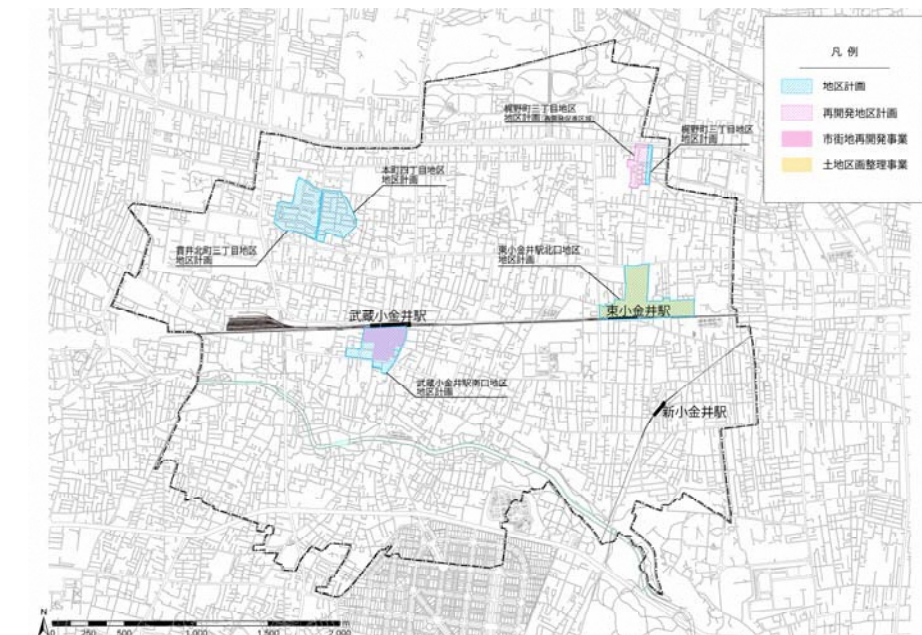 凡 例
地区計画
再開発地区計画
市街地再開発事業
土地区画整理事業
梶野町三丁目地区
地区計画
梶野町三丁目地区
地区計画
本町四丁目地区
地区計画
貫井北町三丁目地区
地区計画
東小金井駅北口地区
地区計画
武蔵小金井駅
東小金井駅
武蔵小金井駅南口地区
地区計画
新小金井駅
N
0 250 500 1,000 1,500 2,000